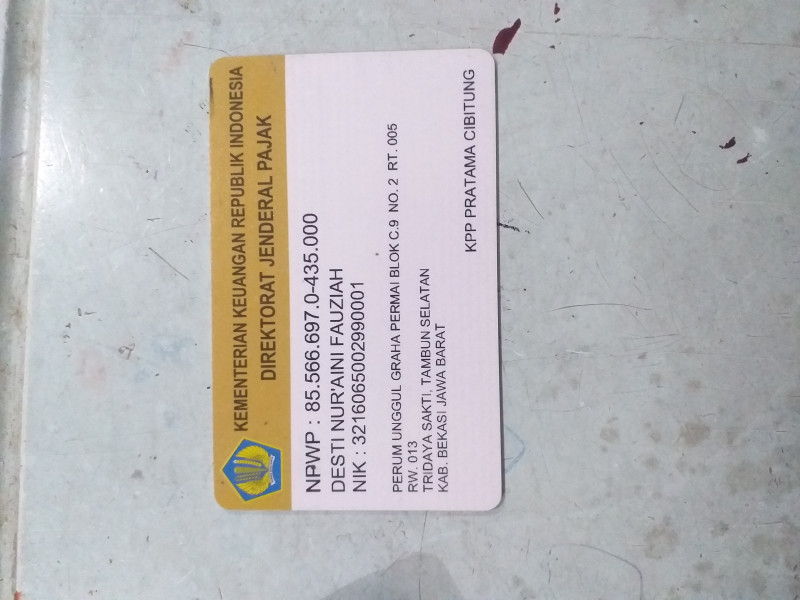 KEMENTERIAN KEUANGAN REPUBLIK INDONESIA
DIREKTORAT JENDERAL PAJAK
NPWP : 85.566.697.0-435.000
DESTI NUR'AINI FAUZIAH
NIK : 3216065002990001
PERUM UNGGUL GRAHA PERMAI BLOK C.9 NO. 2 RT. 005
RW. 013
TRIDAYA SAKTI, TAMBUN SELATAN
KAB. BEKASI JAWA BARAT
KPP PRATAMA CIBITUNG